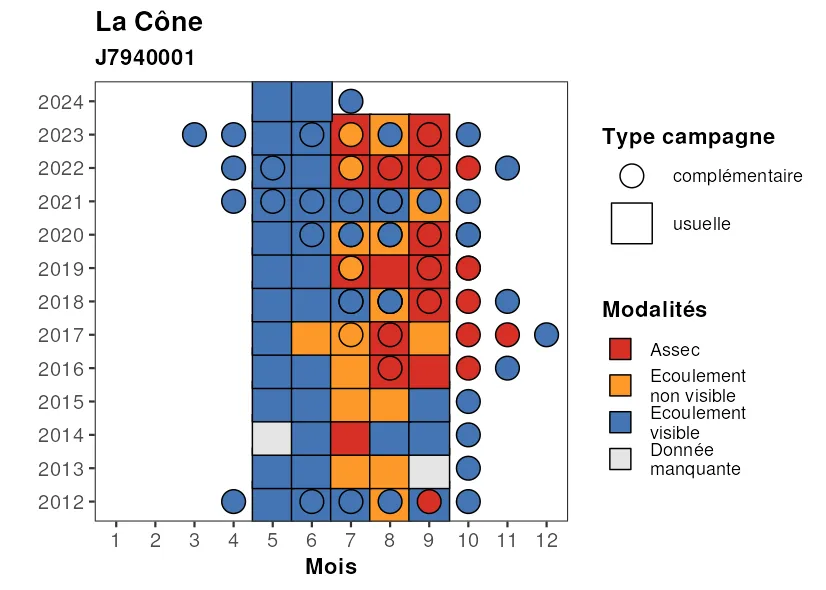 La Cône
J7940001
2024
2023
2022
2021
2020
2019
2018
2017
2016
2015
2014
2013
2012
1 2 3 4 5 6 7 8 9 10 11 12
Mois
Type campagne
complémentaire
usuelle
Modalités
Assec
Ecoulement
non visible
Ecoulement
visible
Donnée
manquante